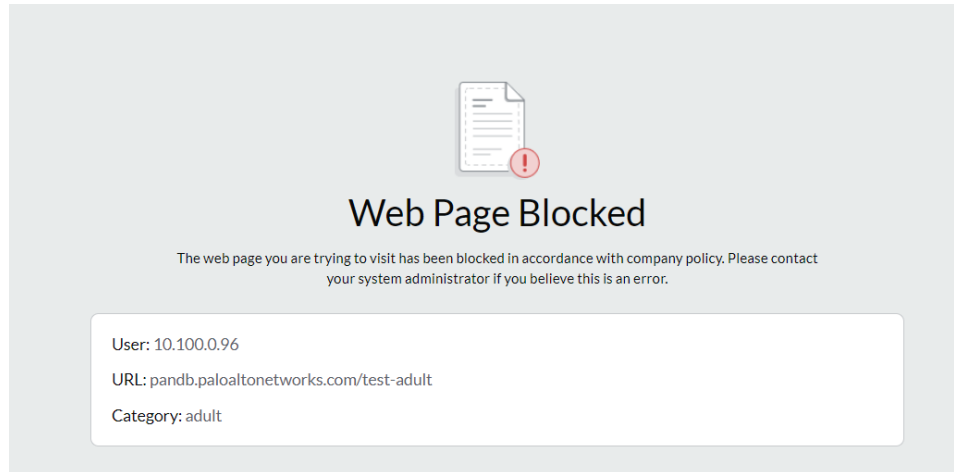 Web Page Blocked
The web page you are trying to visit has been blocked in accordance with company policy. Please contact
your system administrator if you believe this is an error.
User: 10.100.0.96
URL: pandb.paloaltonetworks.com/test-adult
Category: adult